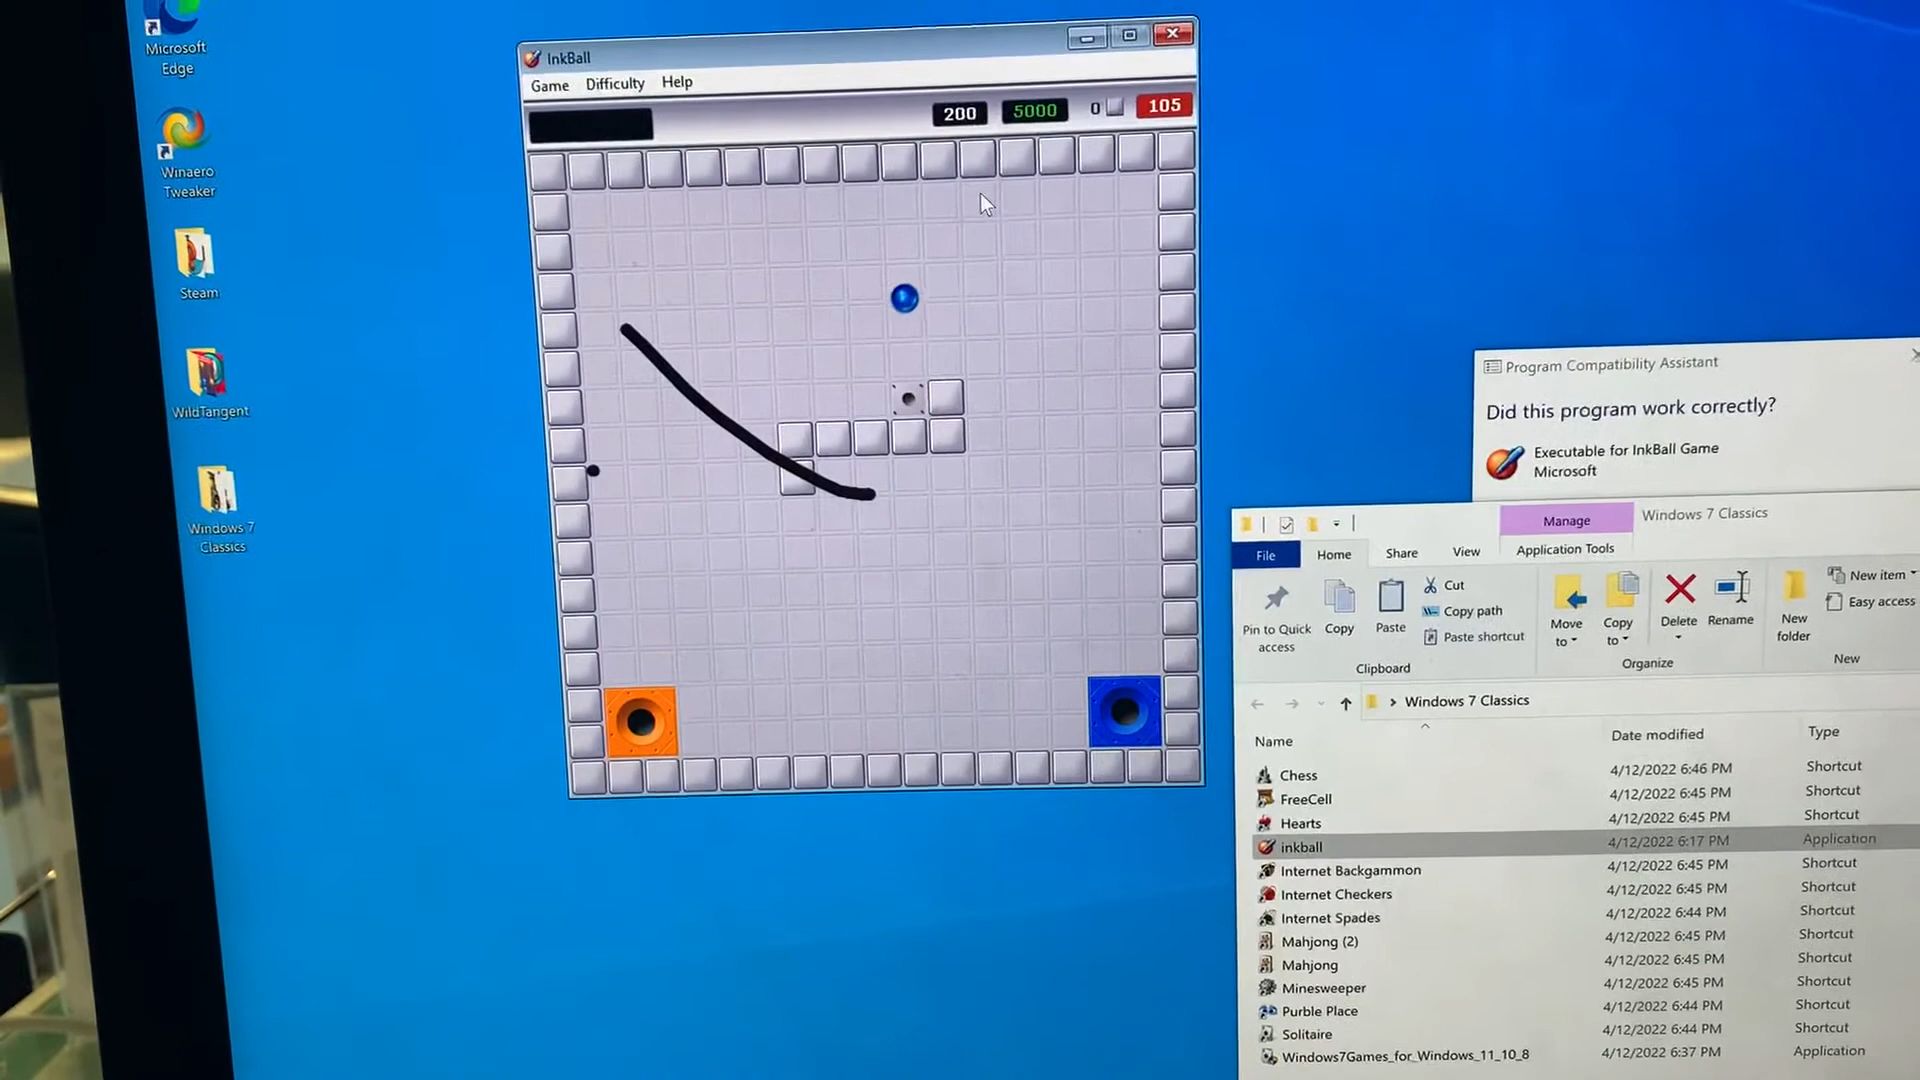 Microsoft
Edge
Winaero
Tweaker
Steam
WildTangent
Windows 7
Classics
InkBall
Game Difficulty Help
200 5000 0 105
Program Compatibility Assistant
Did this program work correctly?
Executable for InkBall Game
Microsoft
Manage Windows 7 Classics
File Home Share View Application Tools
Pin to Quick
access
Copy
Paste
Cut
Copy path
Paste shortcut
Clipboard
Move
to
Copy
to
Delete
Rename
Organize
New
folder
New item
Easy access
New
Windows 7 Classics
Name Date modified Type
Chess 4/12/2022 6:46 PM Shortcut
FreeCell 4/12/2022 6:45 PM Shortcut
Hearts 4/12/2022 6:45 PM Shortcut
inkball 4/12/2022 6:17 PM Application
Internet Backgammon 4/12/2022 6:45 PM Shortcut
Internet Checkers 4/12/2022 6:45 PM Shortcut
Internet Spades 4/12/2022 6:44 PM Shortcut
Mahjong (2) 4/12/2022 6:45 PM Shortcut
Mahjong 4/12/2022 6:45 PM Shortcut
Minesweeper 4/12/2022 6:45 PM Shortcut
Purble Place 4/12/2022 6:44 PM Shortcut
Solitaire 4/12/2022 6:44 PM Shortcut
Windows7Games_for_Windows_11_10_8 4/12/2022 6:37 PM Application